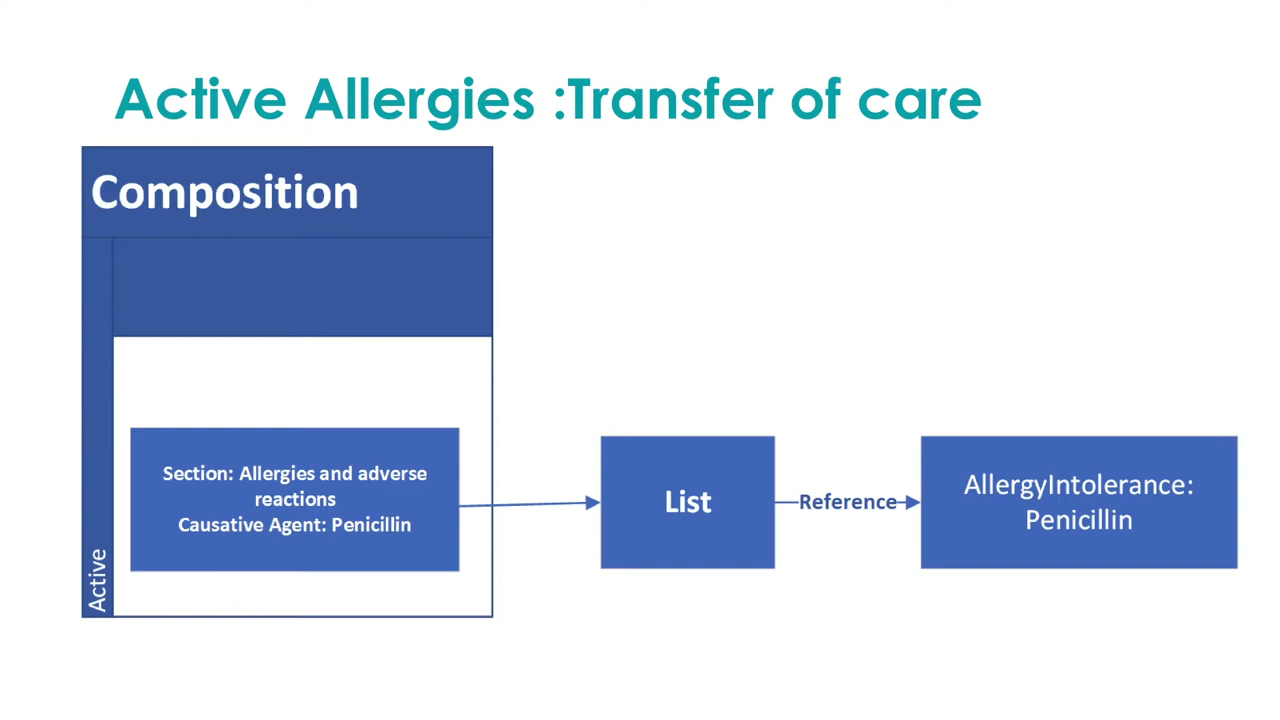 Active Allergies :Transfer of care
Composition
Active
Section: Allergies and adverse
reactions
Causative Agent: Penicillin
List
Reference
AllergyIntolerance:
Penicillin